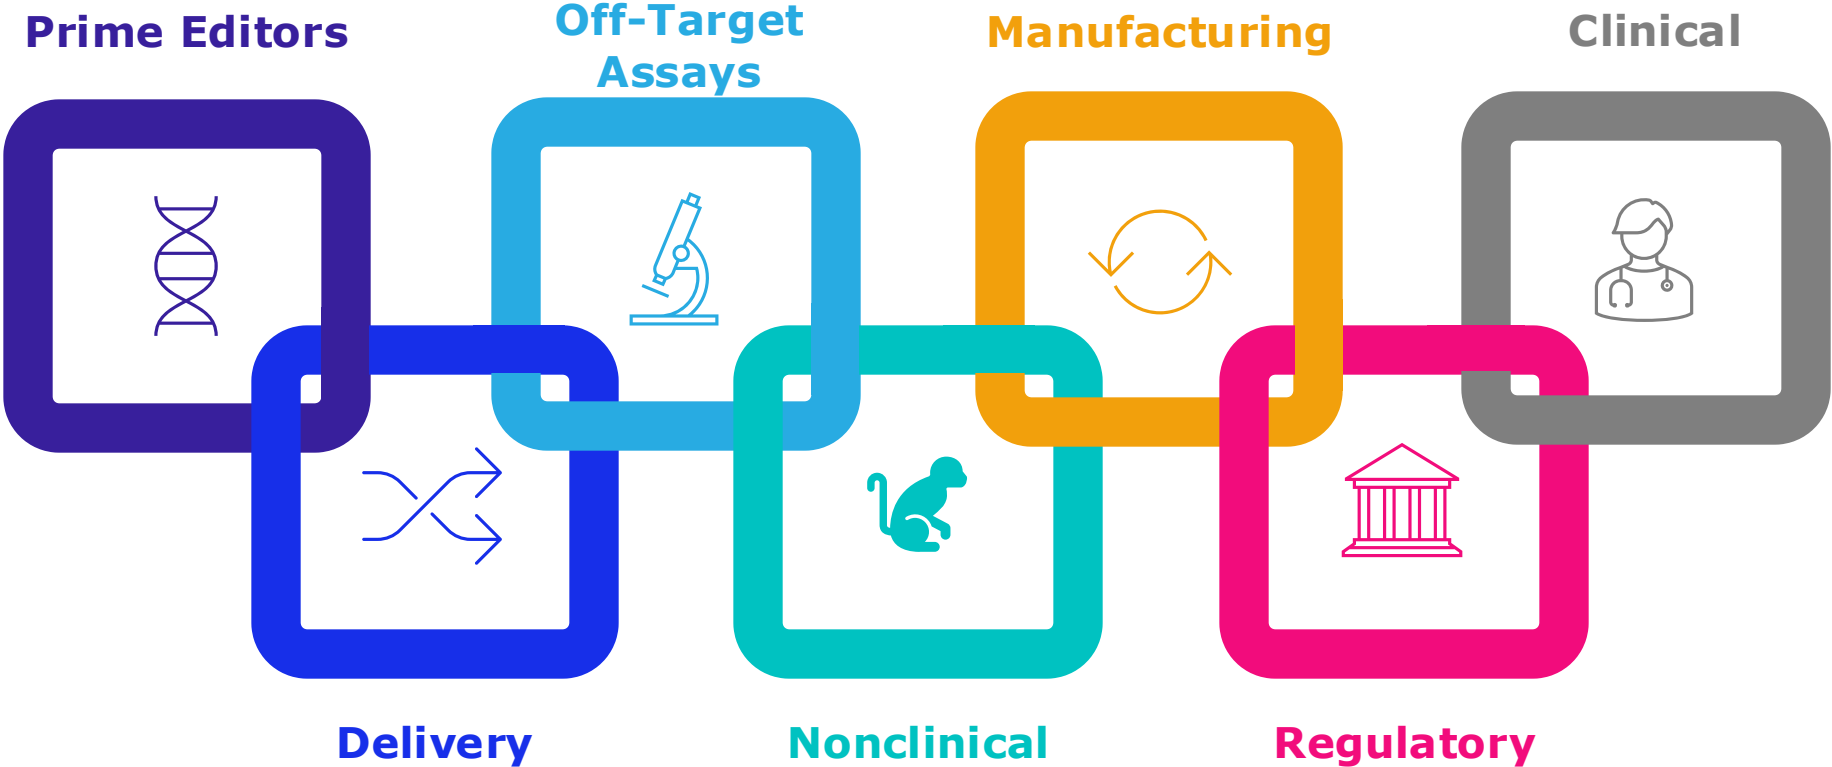 Prime Editors
Off-Target
Assays
Manufacturing
Clinical
Delivery
Nonclinical
Regulatory